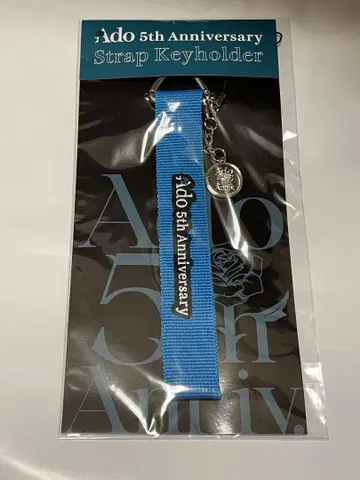 Ado 5th Anniversary
Strap Keyholder
Ado 5th Anniversary
Ado
5th
Anniv.